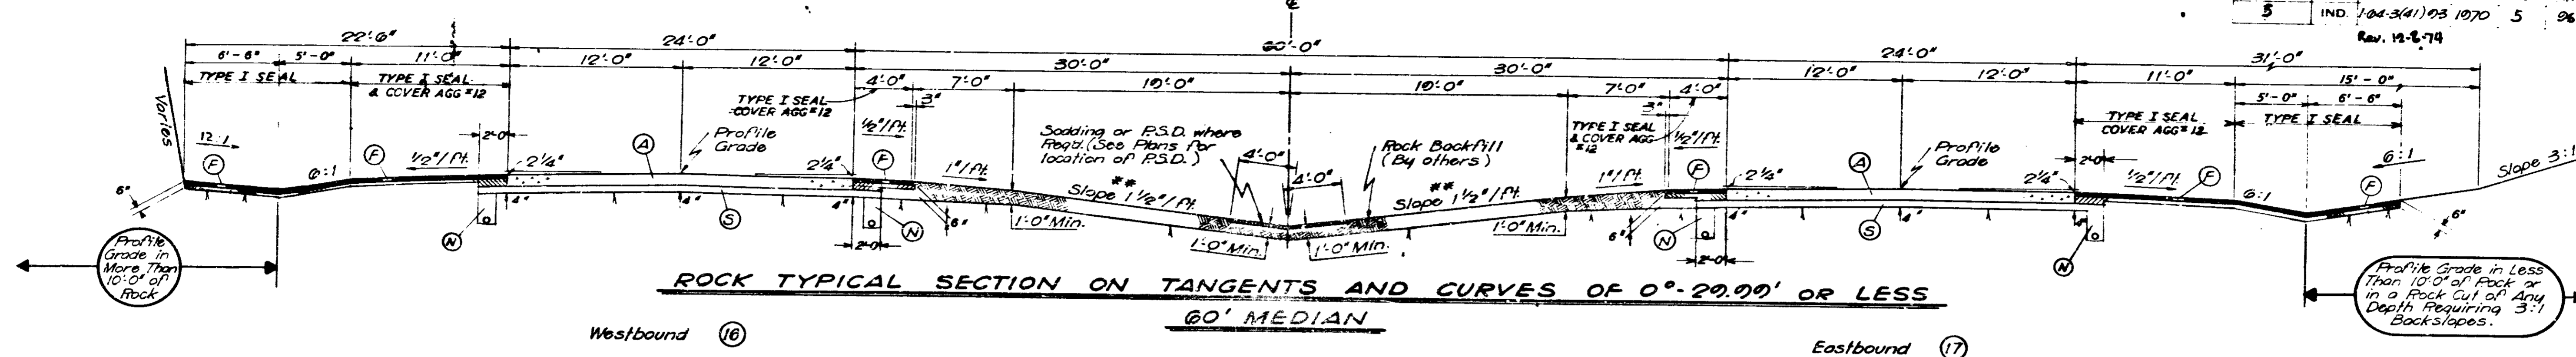 ℄
5 IND. I-64-3(41)93 1970 5 96
Rev. 12-2-74
22'-6" 24'-0" 60'-0" 24'-0" 31'-0"
6'-6" 5'-0" 11'-0" 12'-0" 12'-0" 30'-0" 30'-0" 12'-0" 12'-0" 11'-0" 15'-0"
4'-0" 7'-0" 19'-0" 19'-0" 7'-0" 4'-0" 5'-0" 6'-6"
TYPE I SEAL
TYPE I SEAL
& COVER AGG #12
TYPE I SEAL
COVER AGG #12
3"
3"
TYPE I SEAL
& COVER AGG
#12
TYPE I SEAL
COVER AGG #12
TYPE I SEAL
Varies
12:1
F
6:1
1/2"/Ft.
2'-0"
2 1/4"
A
Profile
Grade
2 1/4"
1/2"/Ft.
F
1"/Ft.
Sodding or P.S.D. where
Req'd. (See Plans for
location of P.S.D.)
4'-0"
4'-0"
Rock Backfill
(By others)
**
Slope 1 1/2"/Ft.
**
Slope 1 1/2"/Ft.
1"/Ft.
1/2"/Ft.
F
2 1/4"
Profile
Grade
A
2 1/4"
2'-0"
1/2"/Ft.
F
6:1
6:1
F
Slope 3:1
6"
N
4"
4"
S
4"
2'-0"
N
6"
1'-0" Min.
1'-0" Min.
1'-0" Min.
1'-0" Min.
6"
N
2'-0"
4"
S
4"
4"
N
6"
Profile
Grade in
More Than
10'-0" of
Rock
ROCK TYPICAL SECTION ON TANGENTS AND CURVES OF 0°-29.99' OR LESS
60' MEDIAN
Profile Grade in Less
Than 10'-0" of Rock or
in a Rock Cut of Any
Depth Requiring 3:1
Backslopes.
Westbound 16
Eastbound 17